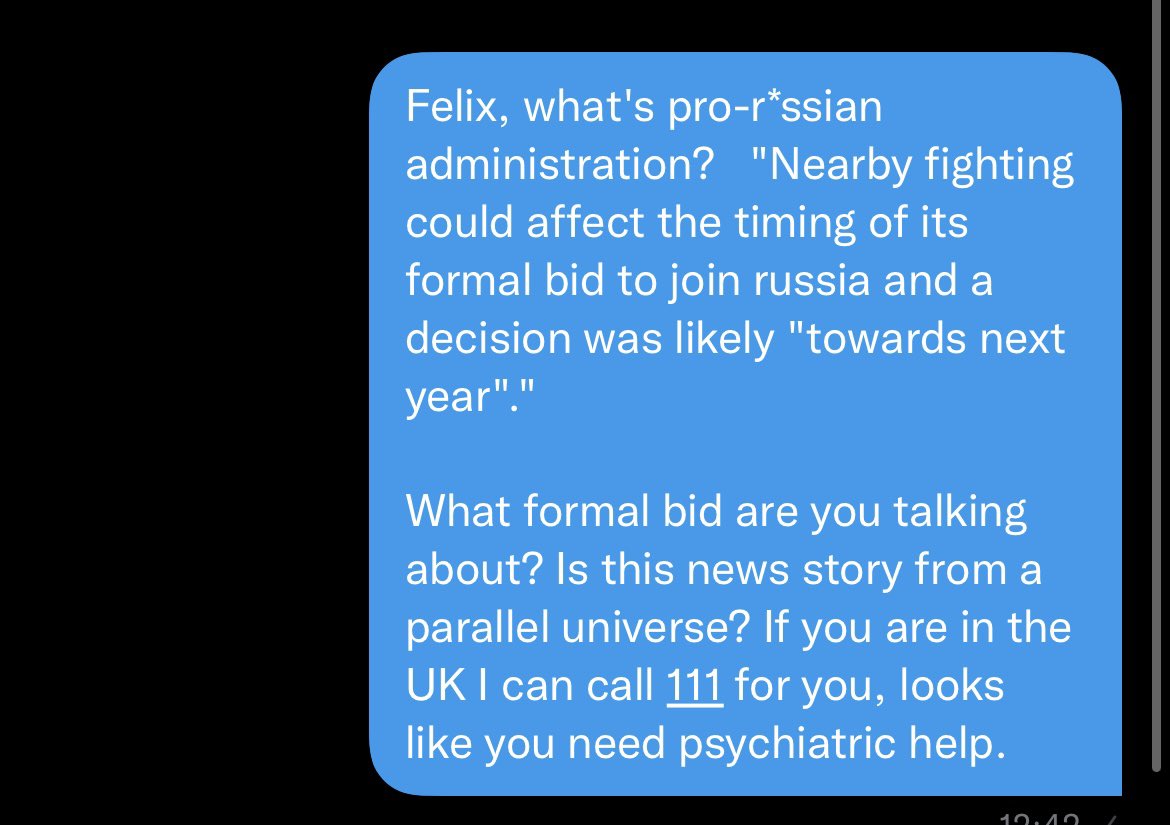 Felix, what's pro-r*ssian
administration?   "Nearby fighting
could affect the timing of its
formal bid to join russia and a
decision was likely "towards next
year"."
What formal bid are you talking
about? Is this news story from a
parallel universe? If you are in the
UK I can call 111 for you, looks
like you need psychiatric help.
12:42